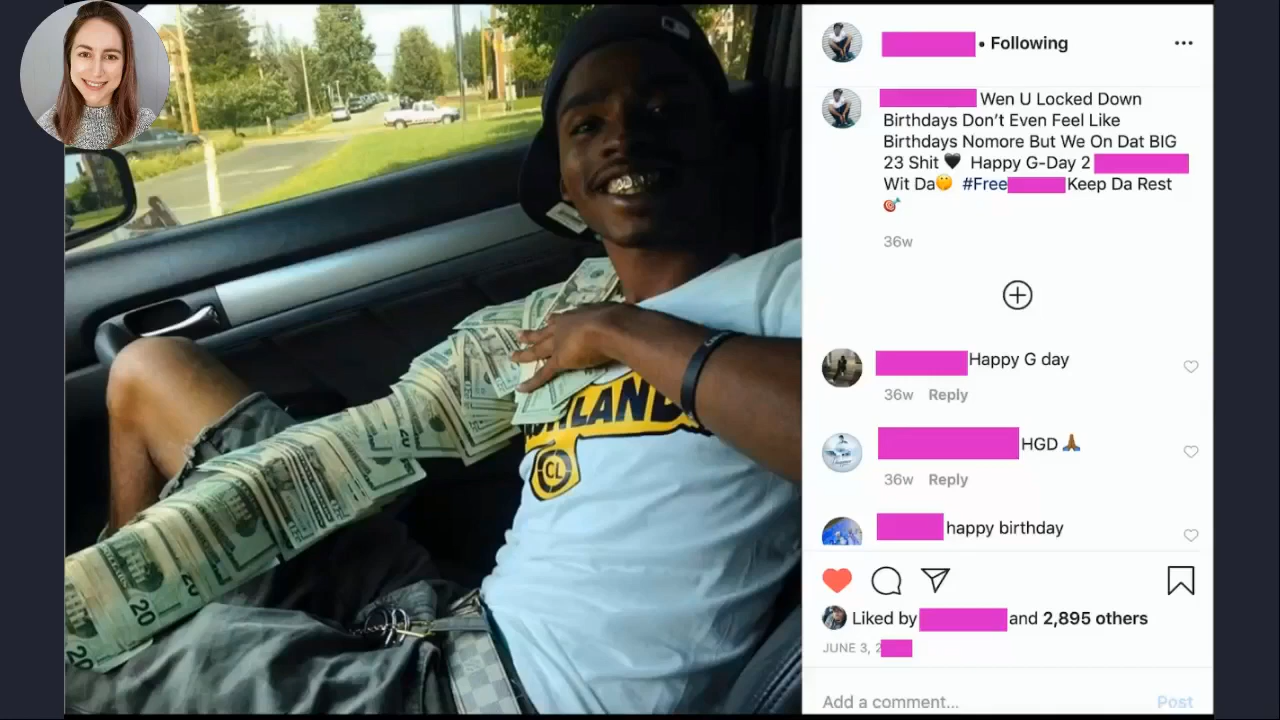 • Following
Wen U Locked Down
Birthdays Don't Even Feel Like
Birthdays Nomore But We On Dat BIG
23 Shit 🖤 Happy G-Day 2
Wit Da🤫 #Free Keep Da Rest
🎯
36w
Happy G day
36w Reply
HGD 🙏🏾
36w Reply
happy birthday
Liked by and 2,895 others
JUNE 3, 2
Add a comment... Post
LAND
CL
20
20
20